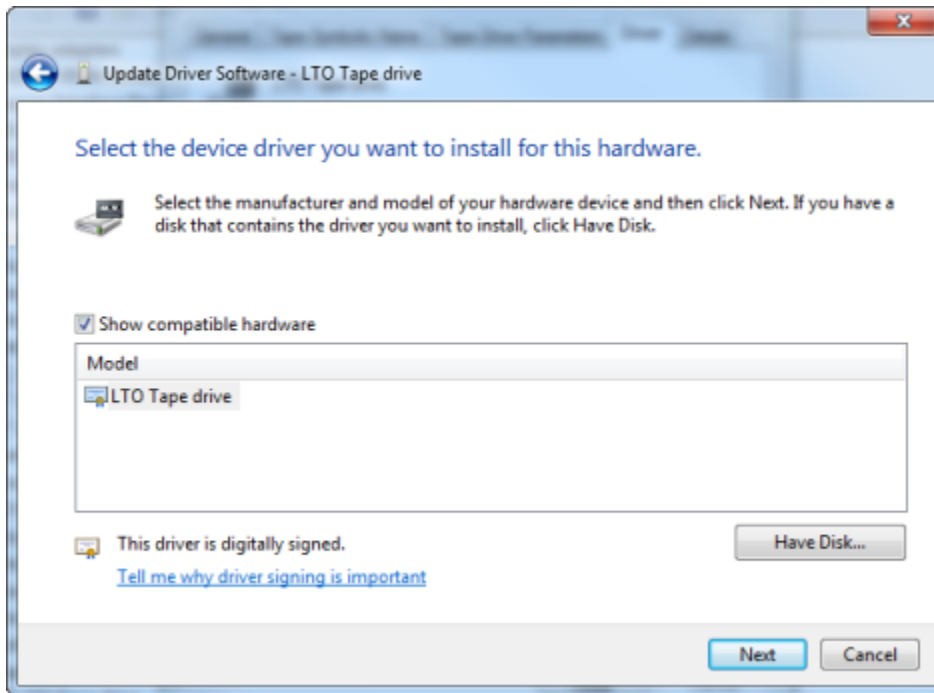 Update Driver Software - LTO Tape drive
Select the device driver you want to install for this hardware.
Select the manufacturer and model of your hardware device and then click Next. If you have a
disk that contains the driver you want to install, click Have Disk.
Show compatible hardware
Model
LTO Tape drive
This driver is digitally signed.
Have Disk...
Tell me why driver signing is important
Next
Cancel